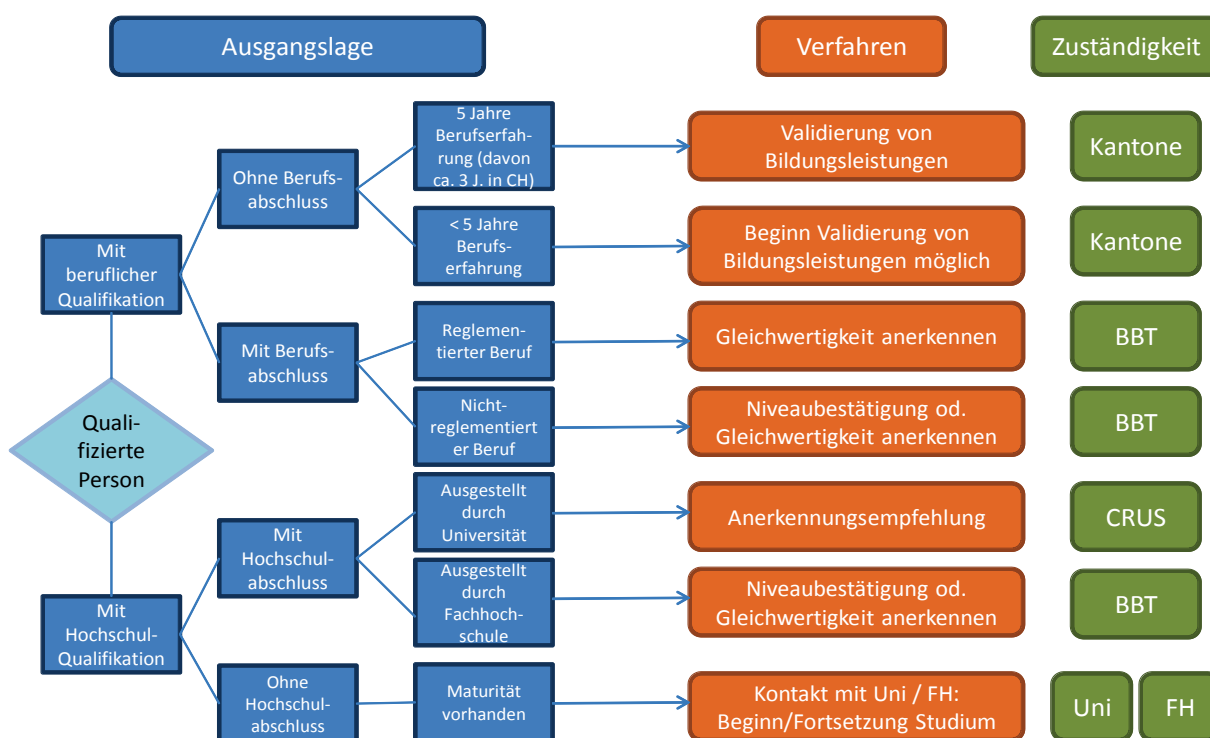 Ausgangslage
Verfahren
Zuständigkeit
5 Jahre
Berufserfah-
rung (davon
ca. 3 J. in CH)
Validierung von
Bildungsleistungen
Kantone
Ohne Berufs-
abschluss
< 5 Jahre
Berufs-
erfahrung
Beginn Validierung von
Bildungsleistungen möglich
Kantone
Mit
beruflicher
Qualifikation
Reglemen-
tierter Beruf
Gleichwertigkeit anerkennen
BBT
Mit Berufs-
abschluss
Nicht-
reglementiert
er Beruf
Niveaubestätigung od.
Gleichwertigkeit anerkennen
BBT
Quali-
fizierte
Person
Ausgestellt
durch
Universität
Anerkennungsempfehlung
CRUS
Mit
Hochschul-
abschluss
Ausgestellt
durch
Fachhoch-
schule
Niveaubestätigung od.
Gleichwertigkeit anerkennen
BBT
Mit
Hochschul-
Qualifikation
Ohne
Hochschul-
abschluss
Maturität
vorhanden
Kontakt mit Uni / FH:
Beginn/Fortsetzung Studium
Uni
FH